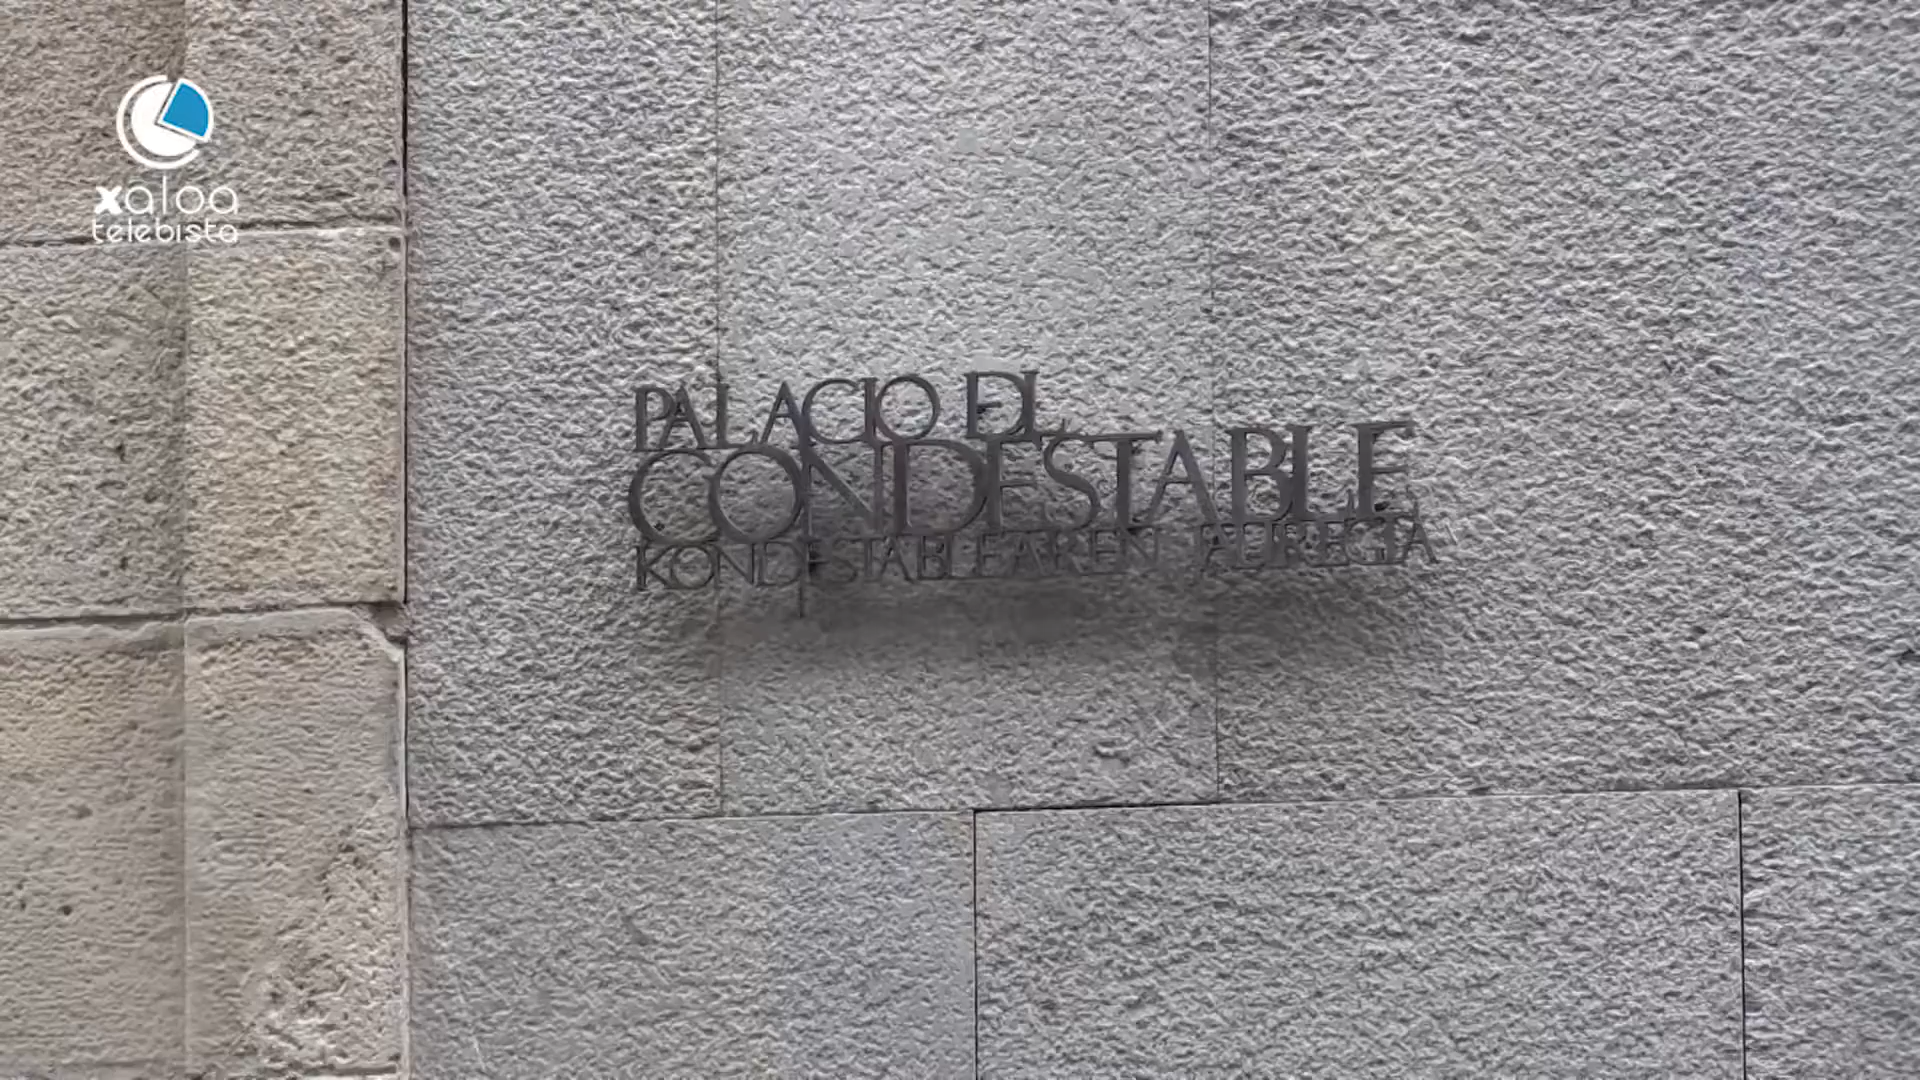 xaloa
telebista
PALACIO DEL
CONDESTABLE
KONDESTABLEAREN JAUREGIA